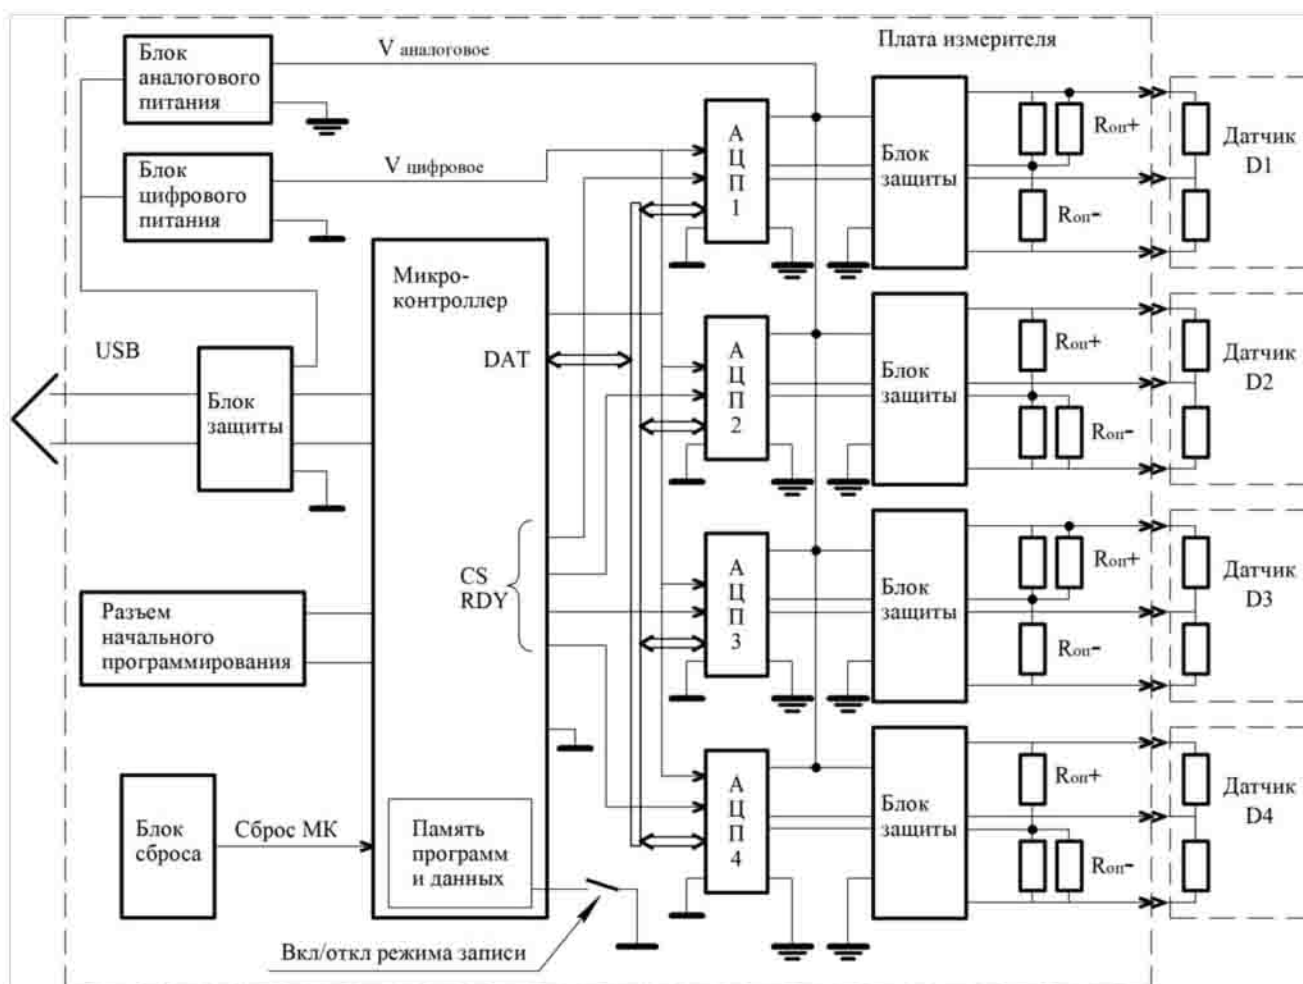 Блок
аналогового
питания
V аналоговое
Плата измерителя
Блок
цифрового
питания
V цифровое
А
Ц
П
1
Блок
защиты
Rоп+
Rоп-
Датчик
D1
Микро-
контроллер
DAT
USB
Блок
защиты
А
Ц
П
2
Блок
защиты
Rоп+
Rоп-
Датчик
D2
CS
RDY
А
Ц
П
3
Блок
защиты
Rоп+
Rоп-
Датчик
D3
Разъем
начального
программирования
Блок
сброса
Сброс МК
Память
программ
и данных
А
Ц
П
4
Блок
защиты
Rоп+
Rоп-
Датчик
D4
Вкл/откл режима записи